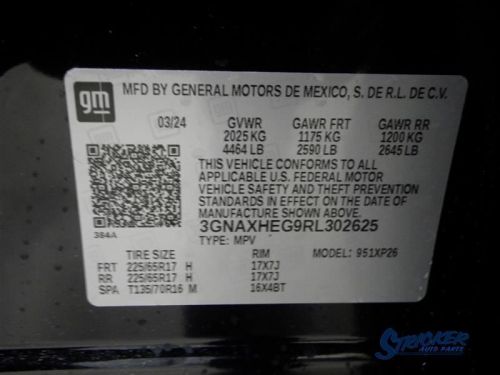 gm
MFD BY GENERAL MOTORS DE MEXICO, S. DE R.L. DE C.V.
03/24 GVWR GAWR FRT GAWR RR
2025 KG 1175 KG 1200 KG
4464 LB 2590 LB 2645 LB
THIS VEHICLE CONFORMS TO ALL
APPLICABLE U.S. FEDERAL MOTOR
VEHICLE SAFETY AND THEFT PREVENTION
STANDARDS IN EFFECT ON THE DATE OF
MANUFACTURE SHOWN ABOVE.
3GNAXHEG9RL302625
384A TYPE: MPV 951XP26
TIRE SIZE RIM
FRT 225/65R17 H 17X7J
RR 225/65R17 H 17X7J
SPA T135/70R16 M 16X4BT
STRICKER
AUTO PARTS